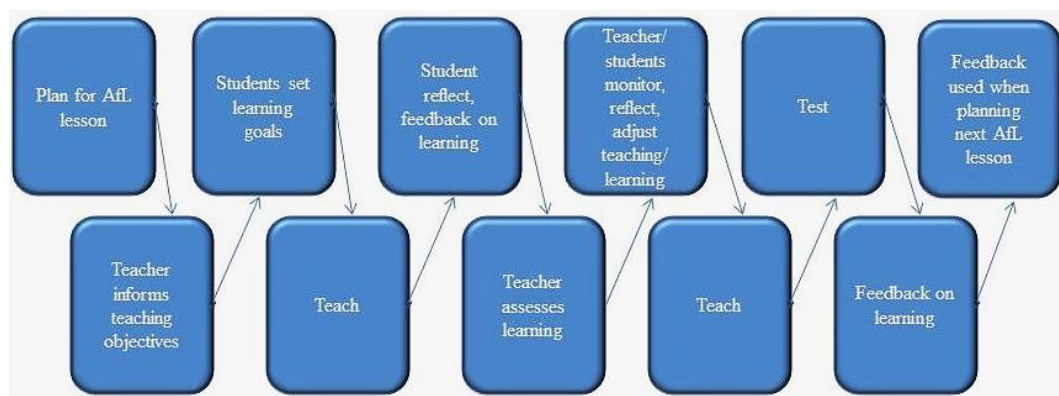 Plan for AfL
lesson
Teacher
informs
teaching
objectives
Students set
learning
goals
Teach
Student
reflect,
feedback on
learning
Teacher
assesses
learning
Teacher/
students
monitor,
reflect,
adjust
teaching/
learning
Teach
Test
Feedback on
learning
Feedback
used when
planning
next AfL
lesson